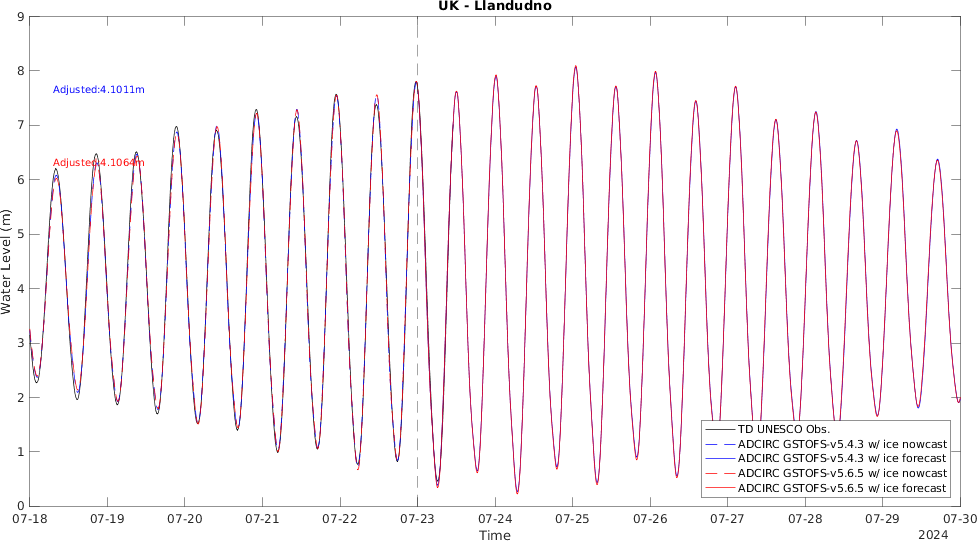 UK - Llandudno
9
8
7
6
5
4
3
2
1
0
Water Level (m)
Adjusted:4.1011m
Adjusted:4.1064m
TD UNESCO Obs.
ADCIRC GSTOFS-v5.4.3 w/ ice nowcast
ADCIRC GSTOFS-v5.4.3 w/ ice forecast
ADCIRC GSTOFS-v5.6.5 w/ ice nowcast
ADCIRC GSTOFS-v5.6.5 w/ ice forecast
07-18 07-19 07-20 07-21 07-22 07-23 07-24 07-25 07-26 07-27 07-28 07-29 07-30
Time
2024